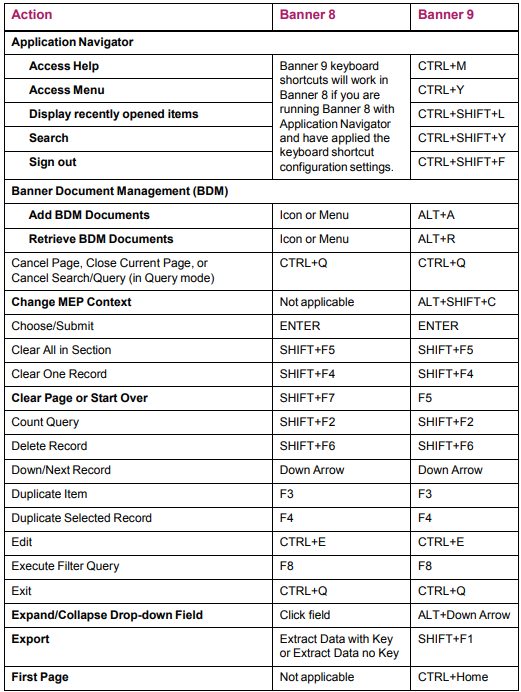 Action Banner 8 Banner 9
Application Navigator
Access Help Banner 9 keyboard CTRL+M
shortcuts will work in
Access Menu Banner 8 if you are CTRL+Y
running Banner 8 with
Display recently opened items Application Navigator CTRL+SHIFT+L
Search and have applied the CTRL+SHIFT+Y
keyboard shortcut
Sign out configuration settings. CTRL+SHIFT+F
Banner Document Management (BDM)
Add BDM Documents Icon or Menu ALT+A
Retrieve BDM Documents Icon or Menu ALT+R
Cancel Page, Close Current Page, or CTRL+Q CTRL+Q
Cancel Search/Query (in Query mode)
Change MEP Context Not applicable ALT+SHIFT+C
Choose/Submit ENTER ENTER
Clear All in Section SHIFT+F5 SHIFT+F5
Clear One Record SHIFT+F4 SHIFT+F4
Clear Page or Start Over SHIFT+F7 F5
Count Query SHIFT+F2 SHIFT+F2
Delete Record SHIFT+F6 SHIFT+F6
Down/Next Record Down Arrow Down Arrow
Duplicate Item F3 F3
Duplicate Selected Record F4 F4
Edit CTRL+E CTRL+E
Execute Filter Query F8 F8
Exit CTRL+Q CTRL+Q
Expand/Collapse Drop-down Field Click field ALT+Down Arrow
Export Extract Data with Key SHIFT+F1
or Extract Data no Key
First Page Not applicable CTRL+Home